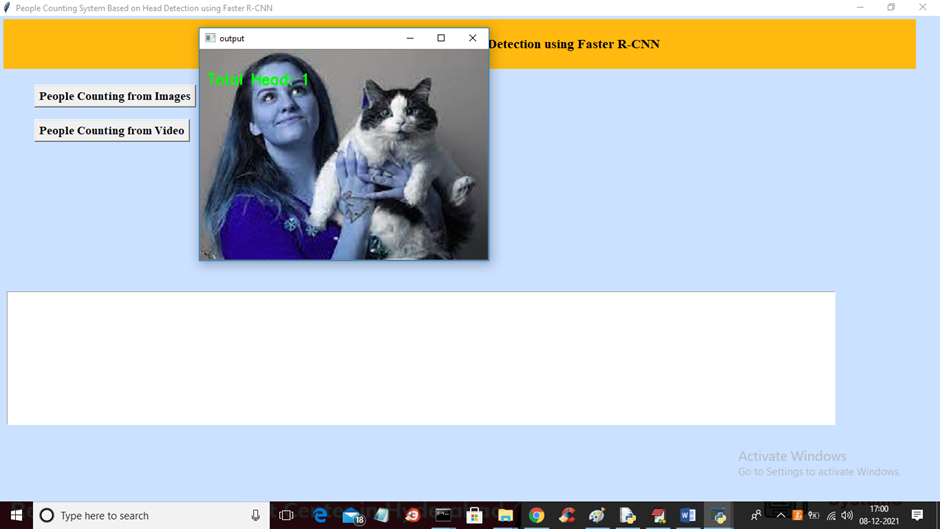 People Counting System Based on Head Detection using Faster R-CNN
output
Detection using Faster R-CNN
Total Head: 1
People Counting from Images
People Counting from Video
Activate Windows
Go to Settings to activate Windows.
Type here to search
18
17:00
08-12-2021